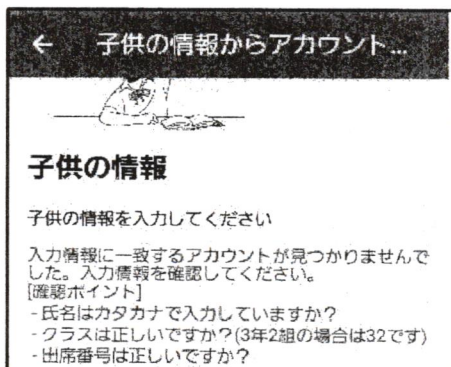 ← 子供の情報からアカウント...
子供の情報
子供の情報を入力してください
入力情報に一致するアカウントが見つかりませんで
した。入力情報を確認してください。
[確認ポイント]
- 氏名はカタカナで入力していますか?
- クラスは正しいですか?(3年2組の場合は32です)
- 出席番号は正しいですか?